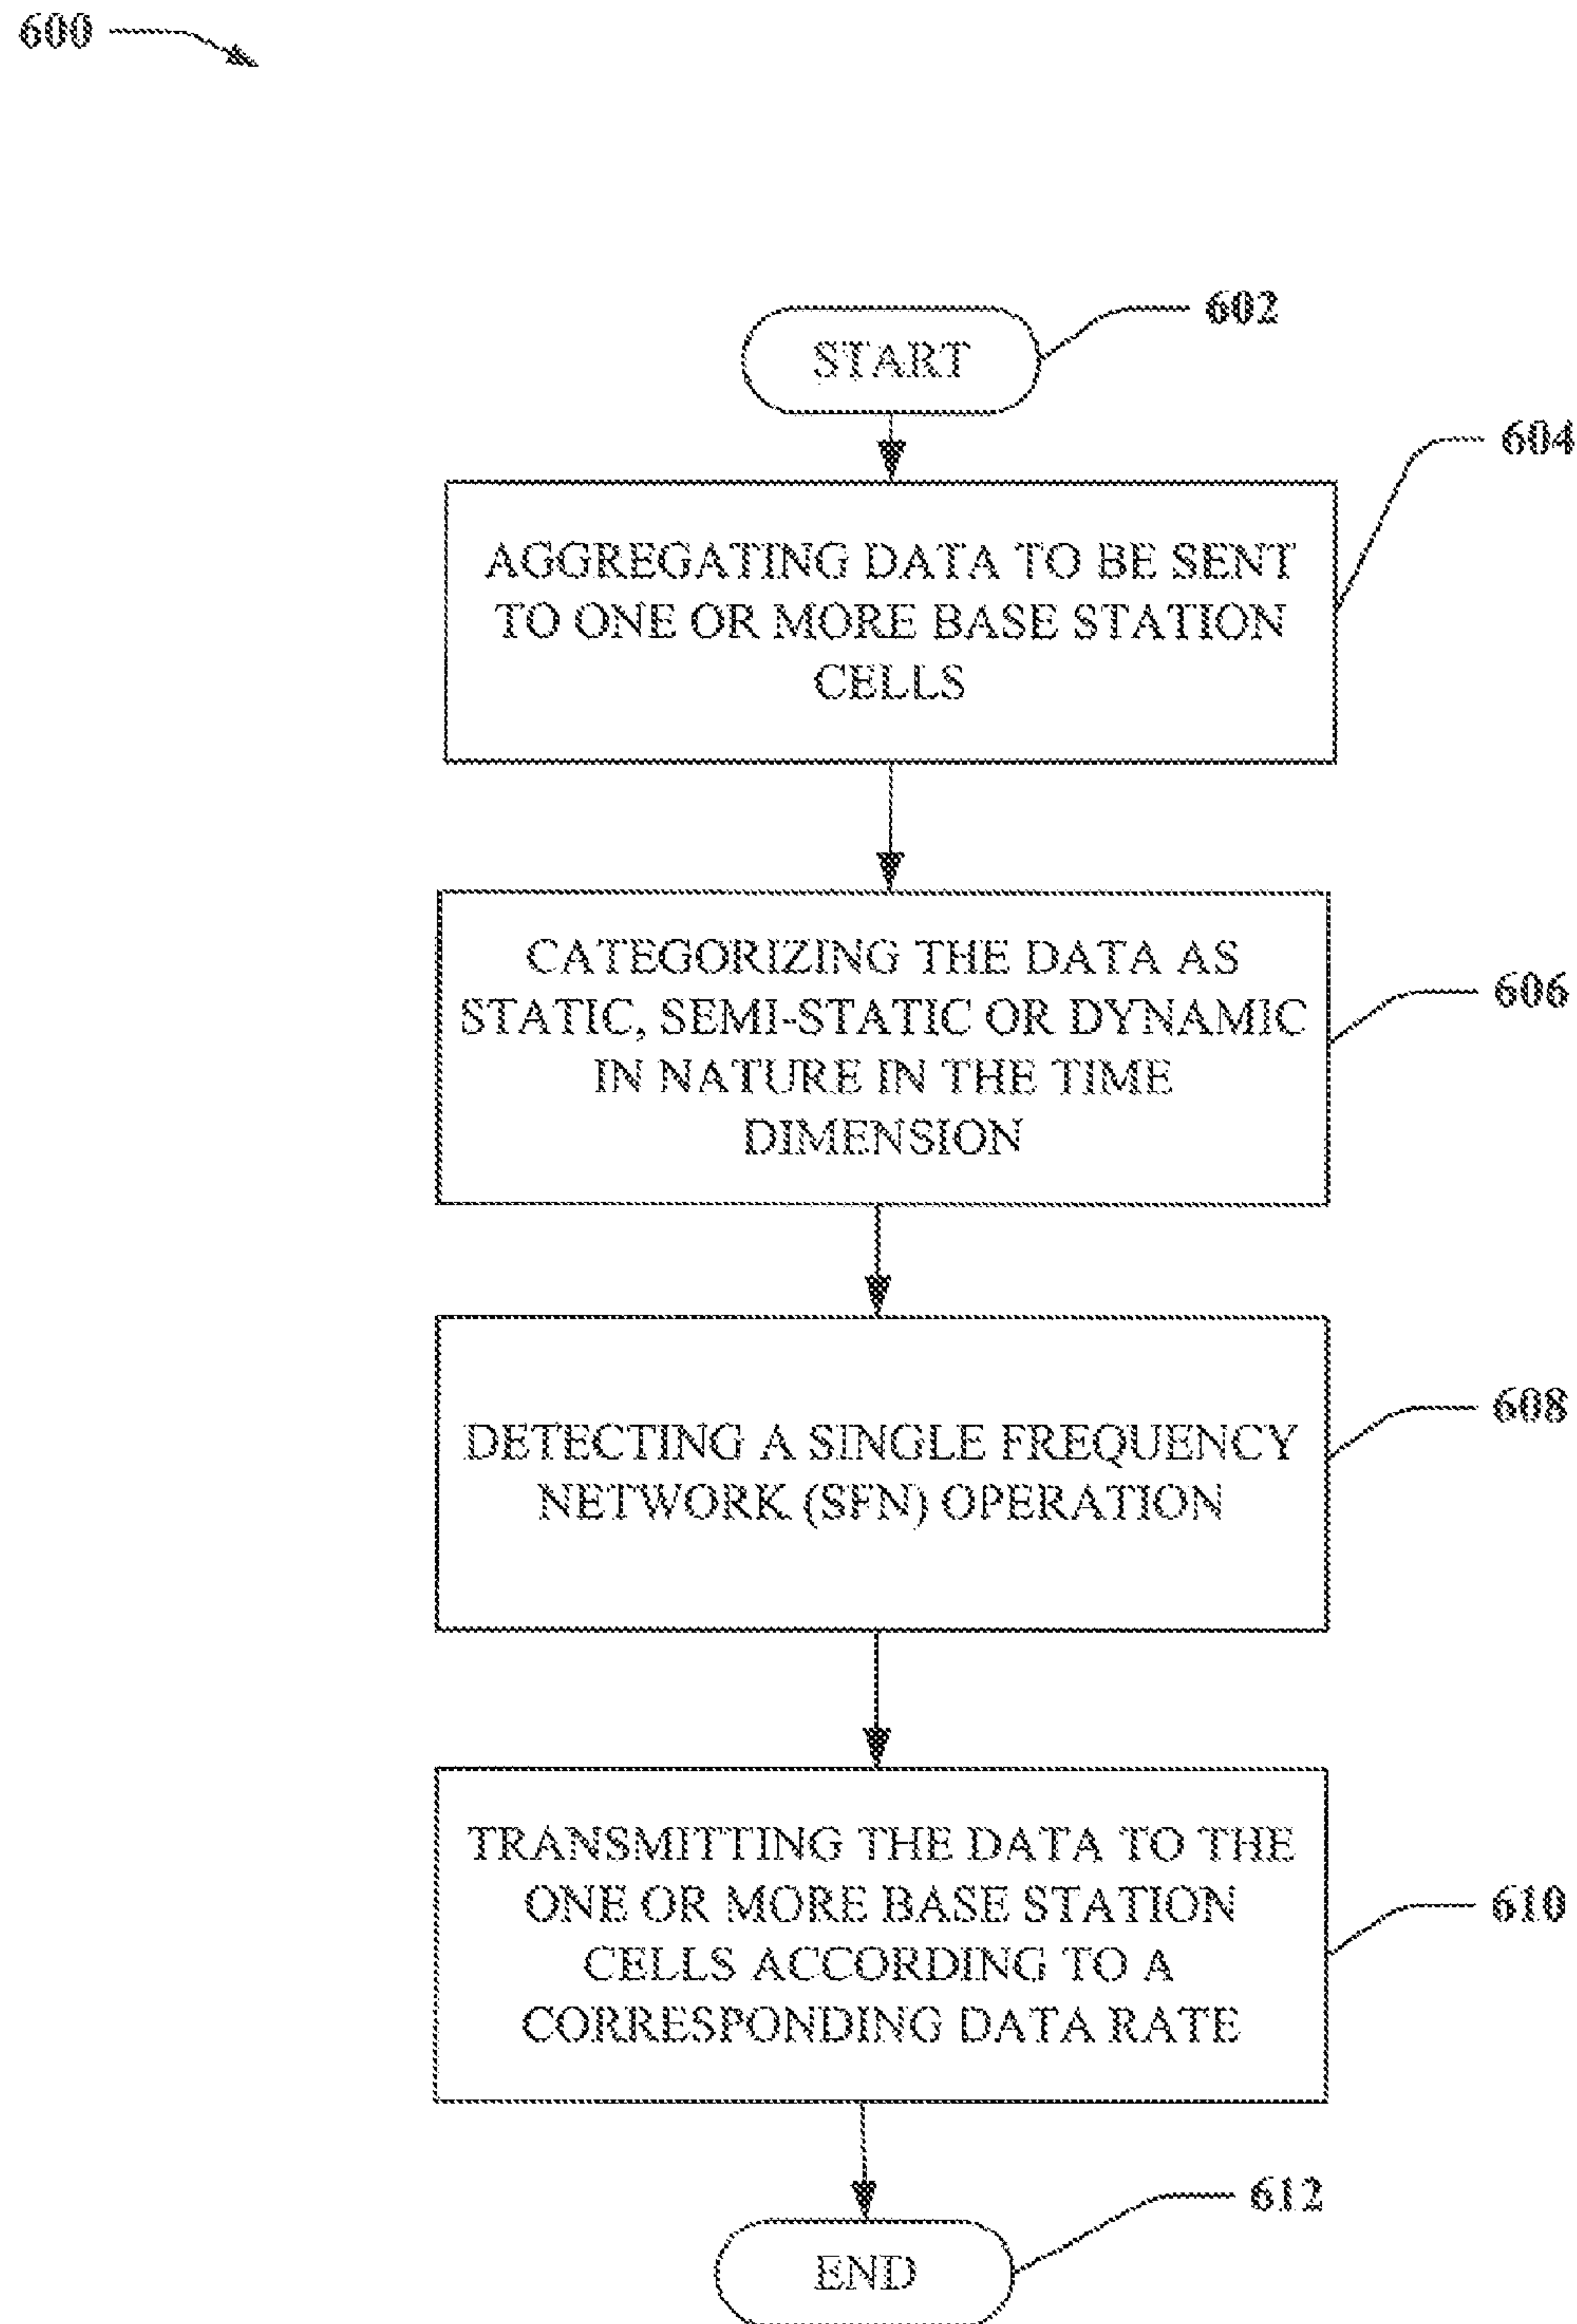 600
602
START
604
AGGREGATING DATA TO BE SENT
TO ONE OR MORE BASE STATION
CELLS
CATEGORIZING THE DATA AS
STATIC, SEMI-STATIC OR DYNAMIC
IN NATURE IN THE TIME
DIMENSION
606
DETECTING A SINGLE FREQUENCY
NETWORK (SFN) OPERATION
608
TRANSMITTING THE DATA TO THE
ONE OR MORE BASE STATION
CELLS ACCORDING TO A
CORRESPONDING DATA RATE
610
612
END